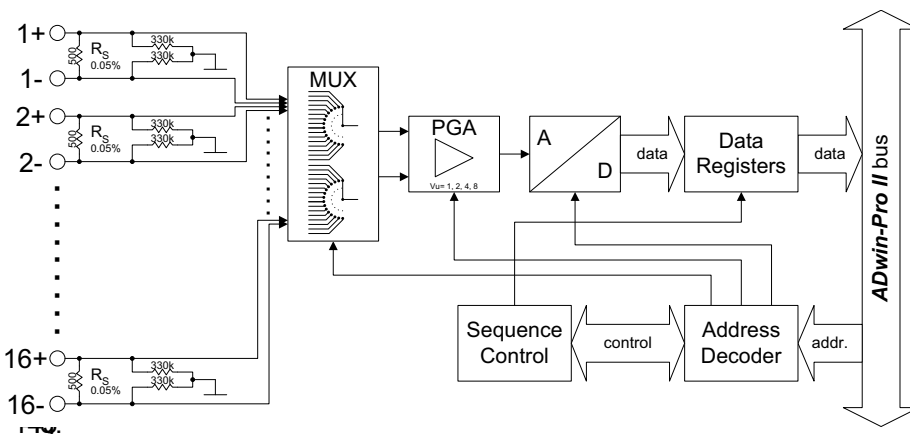 1+
500
R_S
0.05%
330k
330k
1-
2+
500
R_S
0.05%
330k
330k
2-
16+
500
R_S
0.05%
330k
330k
16-
MUX
PGA
Vu= 1, 2, 4, 8
A
D
data
Data
Registers
data
Sequence
Control
control
Address
Decoder
addr.
ADwin-Pro II bus